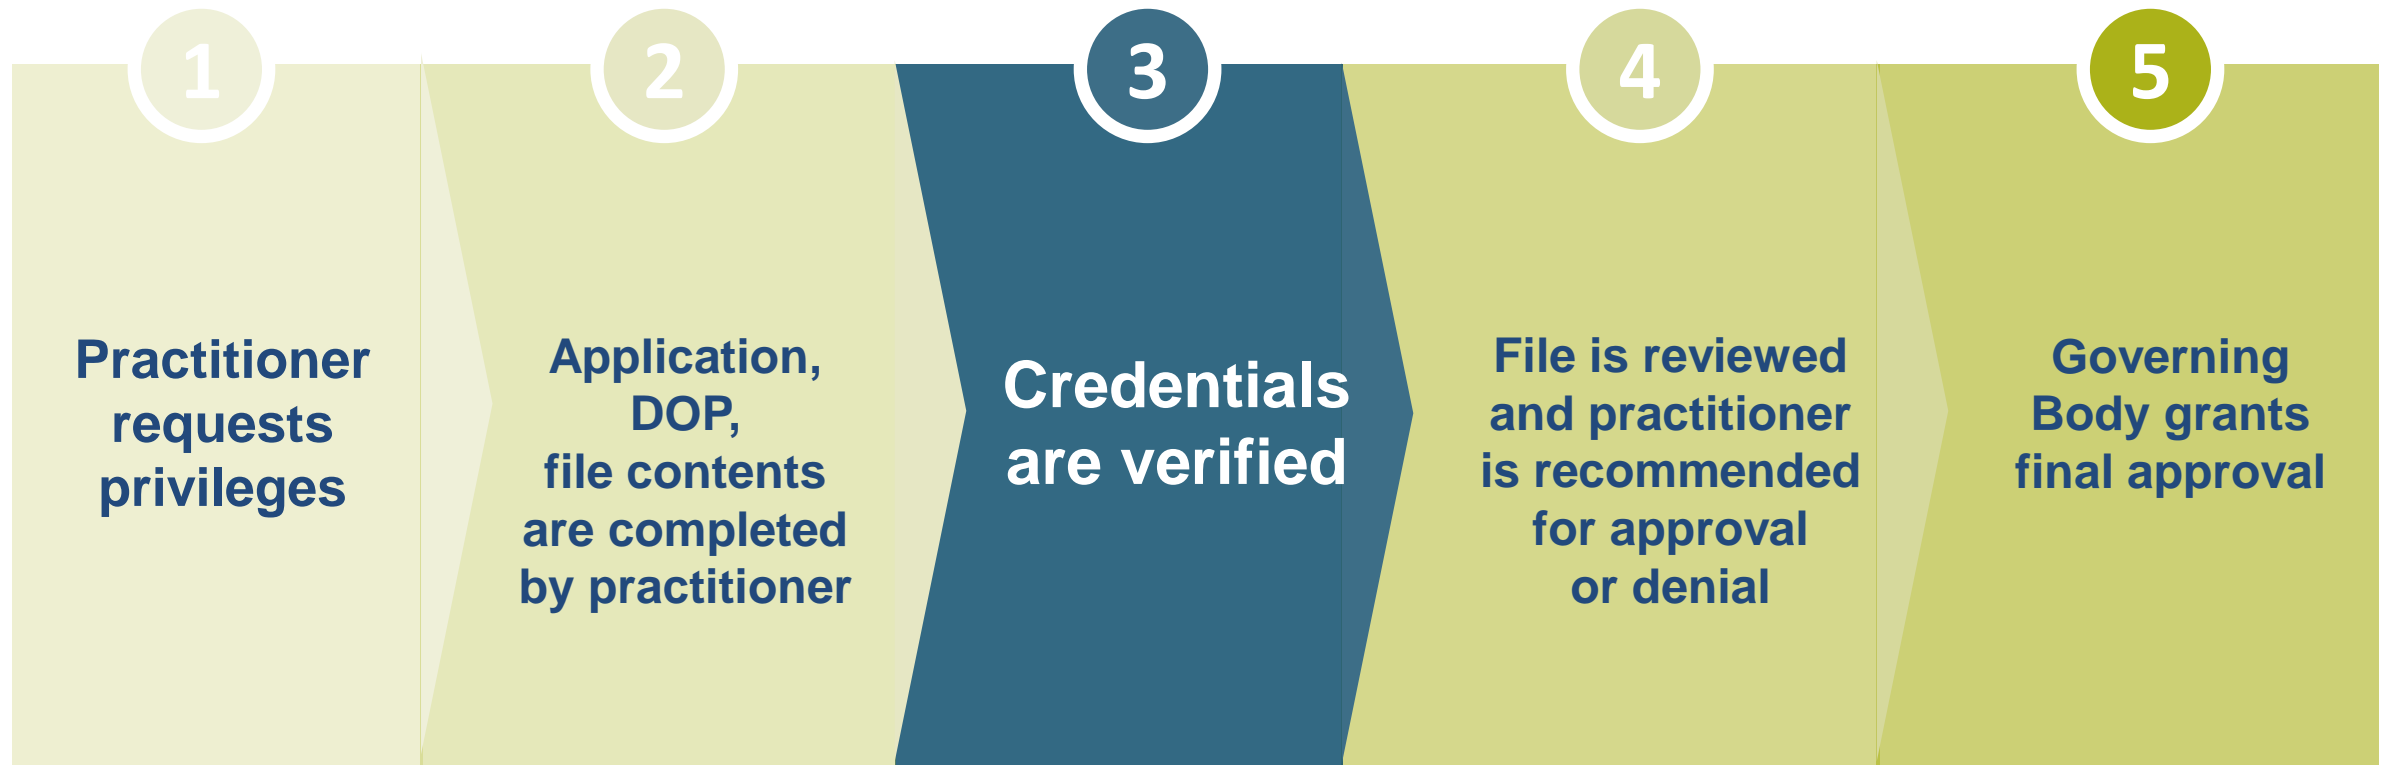 1
Practitioner
requests
privileges
2
Application,
DOP,
file contents
are completed
by practitioner
3
Credentials
are verified
4
File is reviewed
and practitioner
is recommended
for approval
or denial
5
Governing
Body grants
final approval